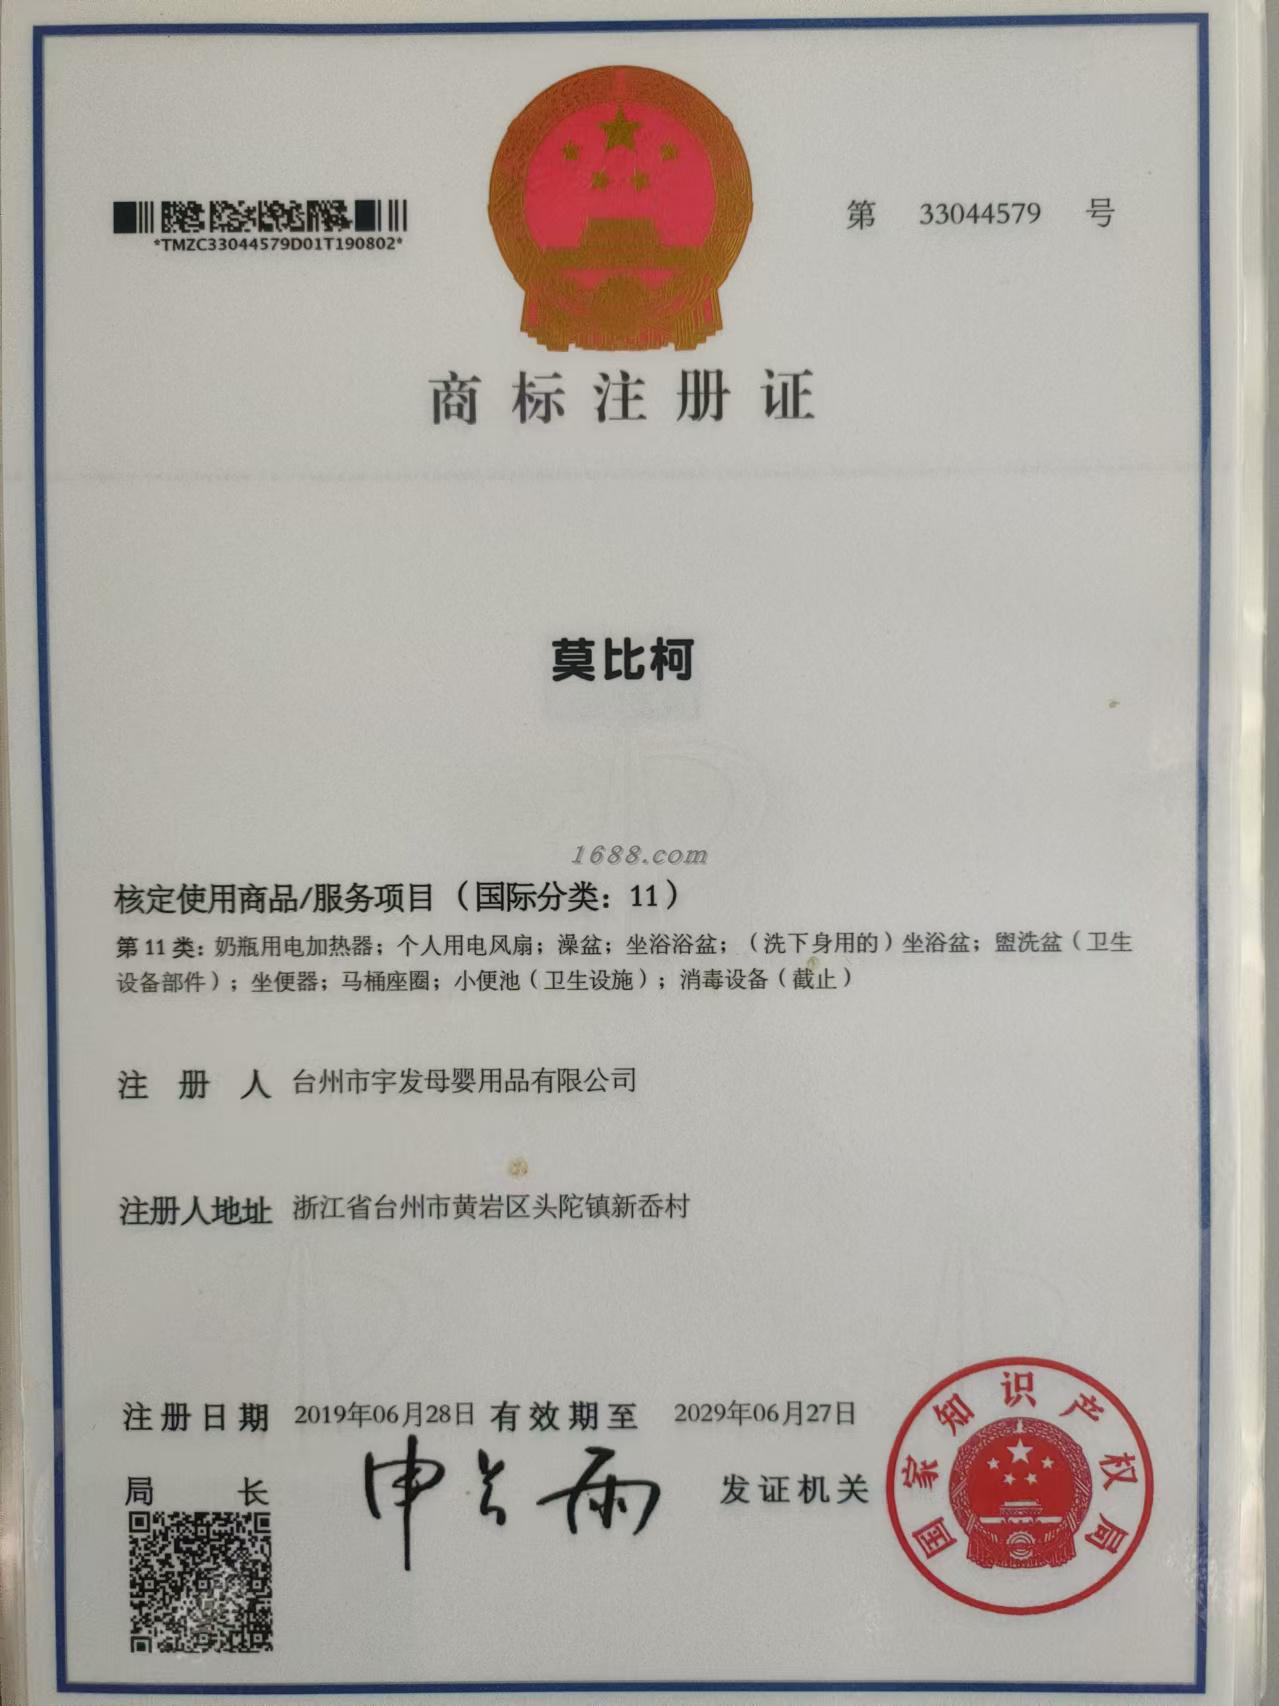 *TMZC33044579D01T190802*
第 33044579 号
商标注册证
莫比柯
1688.com
核定使用商品/服务项目（国际分类：11）
第 11 类：奶瓶用电加热器；个人用电风扇；澡盆；坐浴浴盆；（洗下身用的）坐浴盆；盥洗盆（卫生
设备部件）；坐便器；马桶座圈；小便池（卫生设施）；消毒设备（截止）
注册人 台州市宇发母婴用品有限公司
注册人地址 浙江省台州市黄岩区头陀镇新岙村
注册日期 2019年06月28日 有效期至 2029年06月27日
局长 申长雨 发证机关
国家知识产权局